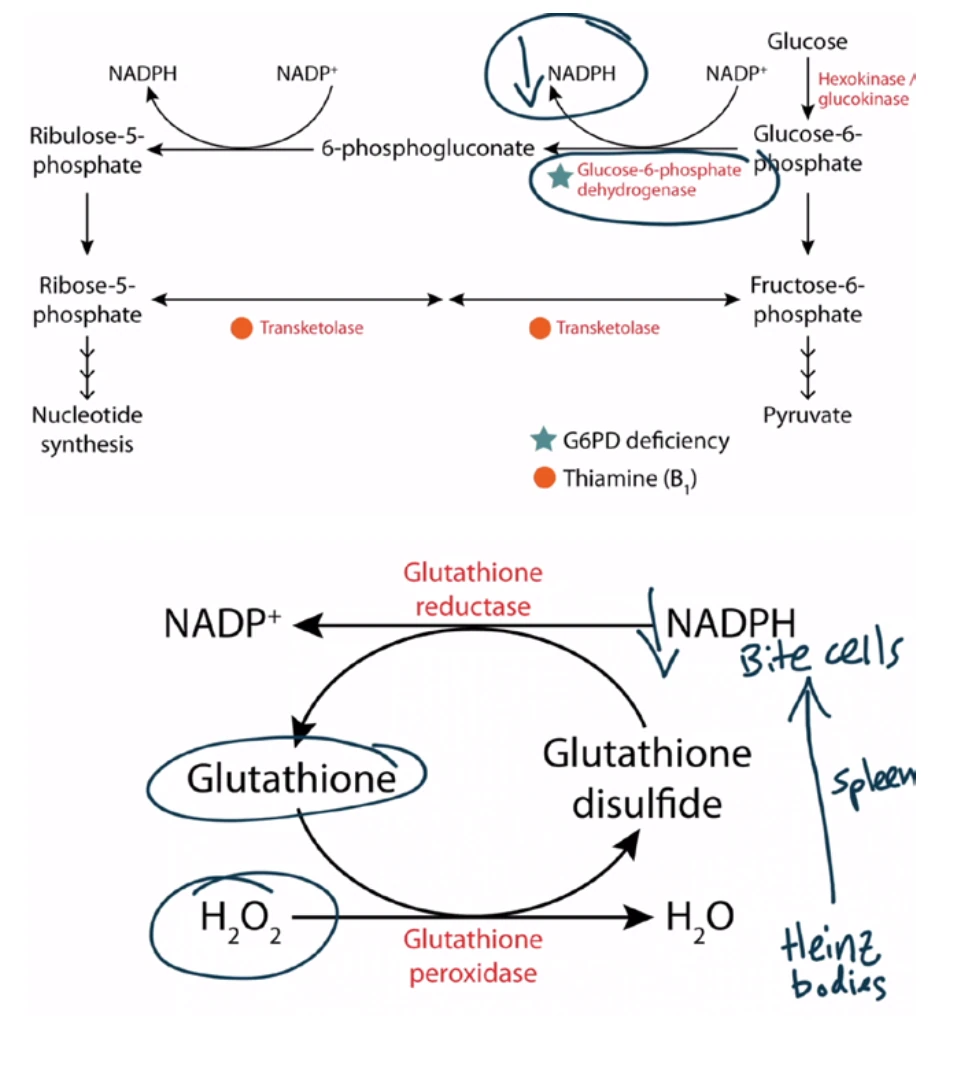 Glucose
NADPH NADP⁺ NADPH NADP⁺
Hexokinase /
glucokinase
Ribulose-5-
phosphate
6-phosphogluconate
Glucose-6-
phosphate
Glucose-6-phosphate
dehydrogenase
Ribose-5-
phosphate
Fructose-6-
phosphate
Transketolase Transketolase
Nucleotide
synthesis
Pyruvate
G6PD deficiency
Thiamine (B₁)
Glutathione
reductase
NADP⁺ NADPH
Bite cells
Glutathione
Glutathione
disulfide
spleen
H₂O₂ H₂O
Glutathione
peroxidase
Heinz
bodies